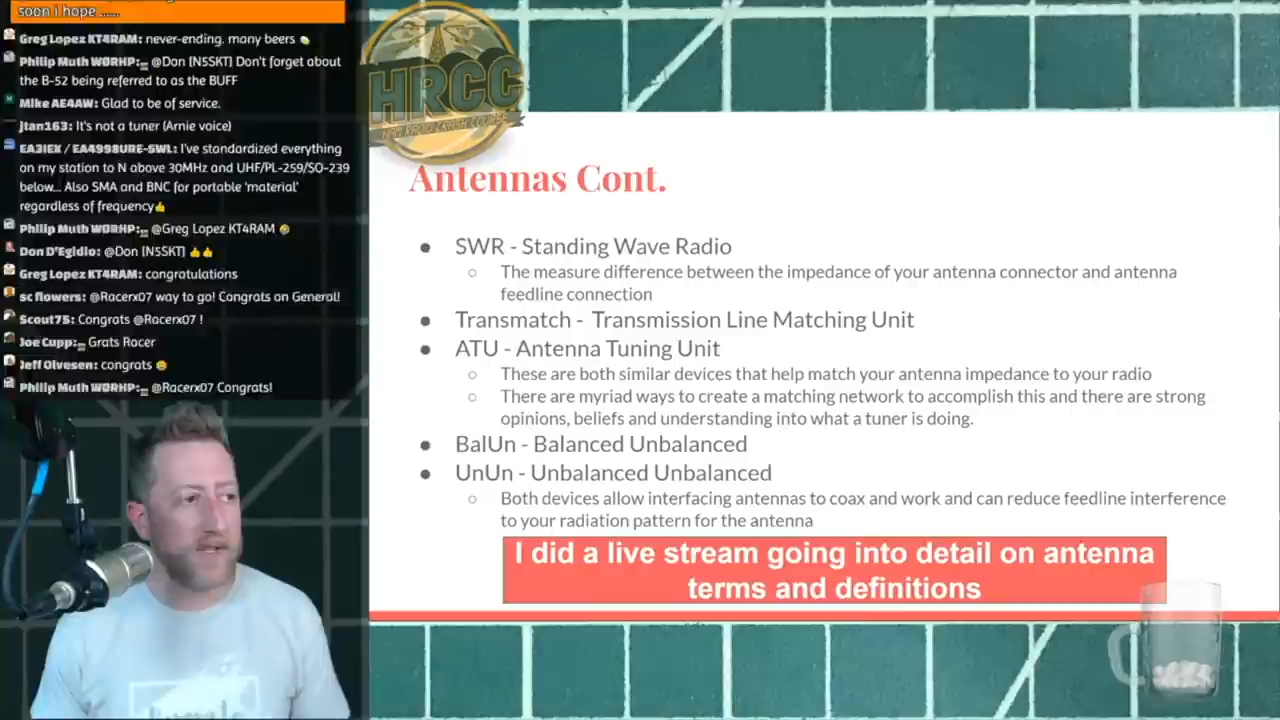 soon I hope ......
Greg Lopez KT4RAM: never-ending. many beers
Philip Muth W0RHP: @Don [N5SKT] Don't forget about
the B-52 being referred to as the BUFF
Mike AE4AW: Glad to be of service.
jtan163: It's not a tuner (Arnie voice)
EA3IEX / EA4998URE-SWL: I've standardized everything
on my station to N above 30MHz and UHF/PL-259/SO-239
below... Also SMA and BNC for portable 'material'
regardless of frequency👍
Philip Muth W0RHP: @Greg Lopez KT4RAM 🤣
Don D'Egidio: @Don [N5SKT] 👍👍
Greg Lopez KT4RAM: congratulations
sc flowers: @Racerx07 way to go! Congrats on General!
Scout75: Congrats @Racerx07 !
Joe Cupp: Grats Racer
Jeff Olvesen: congrats
Philip Muth W0RHP: @Racerx07 Congrats!
HRCC
HAM RADIO CRASH COURSE
Antennas Cont.
● SWR - Standing Wave Radio
○ The measure difference between the impedance of your antenna connector and antenna
feedline connection
● Transmatch - Transmission Line Matching Unit
● ATU - Antenna Tuning Unit
○ These are both similar devices that help match your antenna impedance to your radio
○ There are myriad ways to create a matching network to accomplish this and there are strong
opinions, beliefs and understanding into what a tuner is doing.
● BalUn - Balanced Unbalanced
● UnUn - Unbalanced Unbalanced
○ Both devices allow interfacing antennas to coax and work and can reduce feedline interference
to your radiation pattern for the antenna
I did a live stream going into detail on antenna
terms and definitions